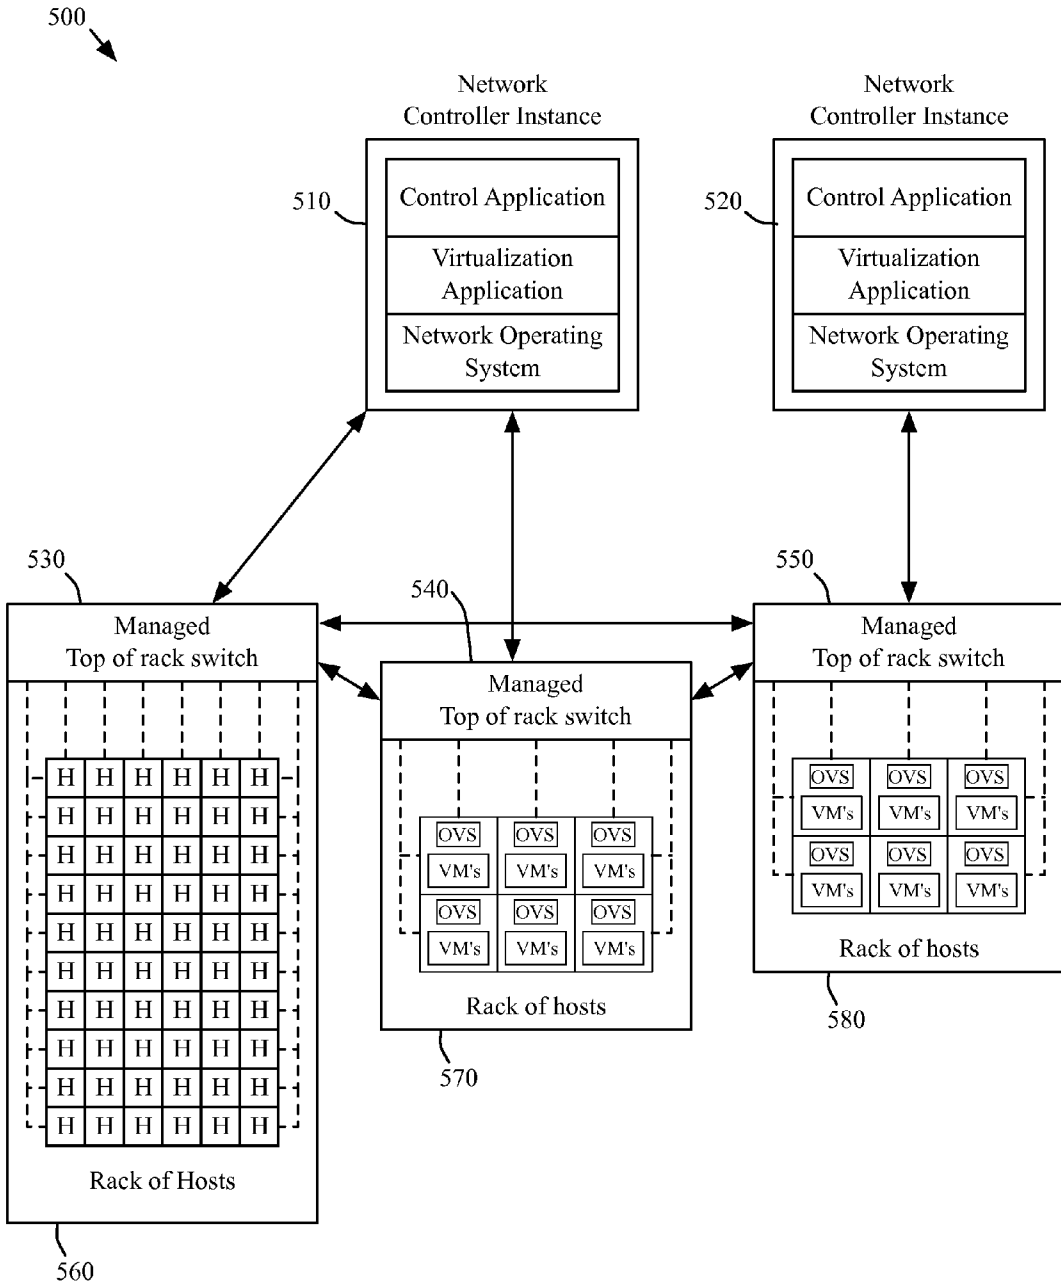 500
Network
Controller Instance
510
Control Application
Virtualization
Application
Network Operating
System
Network
Controller Instance
520
Control Application
Virtualization
Application
Network Operating
System
530
Managed
Top of rack switch
H H H H H H
H H H H H H
H H H H H H
H H H H H H
H H H H H H
H H H H H H
H H H H H H
H H H H H H
H H H H H H
H H H H H H
Rack of Hosts
560
540
Managed
Top of rack switch
OVS OVS OVS
VM's VM's VM's
OVS OVS OVS
VM's VM's VM's
Rack of hosts
570
550
Managed
Top of rack switch
OVS OVS OVS
VM's VM's VM's
OVS OVS OVS
VM's VM's VM's
Rack of hosts
580